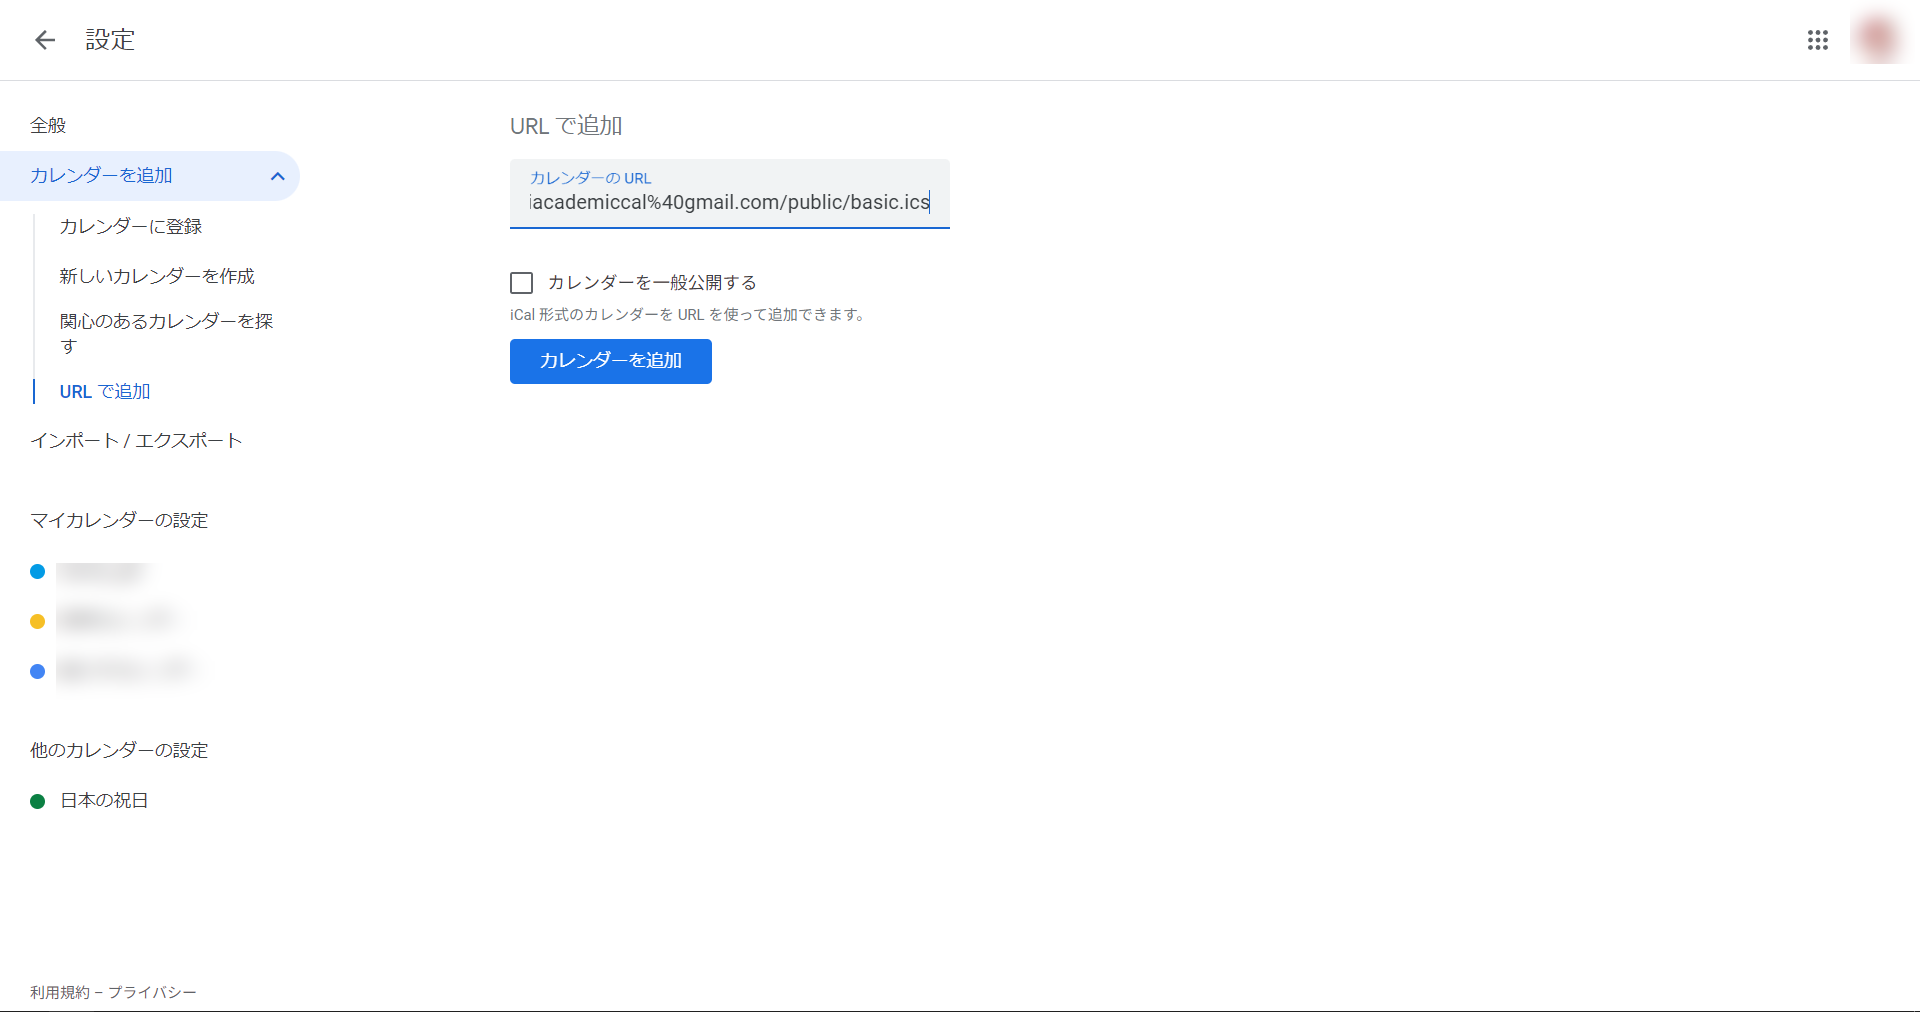 設定
全般
カレンダーを追加
カレンダーに登録
新しいカレンダーを作成
関心のあるカレンダーを探
す
URL で追加
インポート / エクスポート
マイカレンダーの設定
他のカレンダーの設定
日本の祝日
利用規約 – プライバシー
URL で追加
カレンダーの URL
iacademiccal%40gmail.com/public/basic.ics
カレンダーを一般公開する
iCal 形式のカレンダーを URL を使って追加できます。
カレンダーを追加